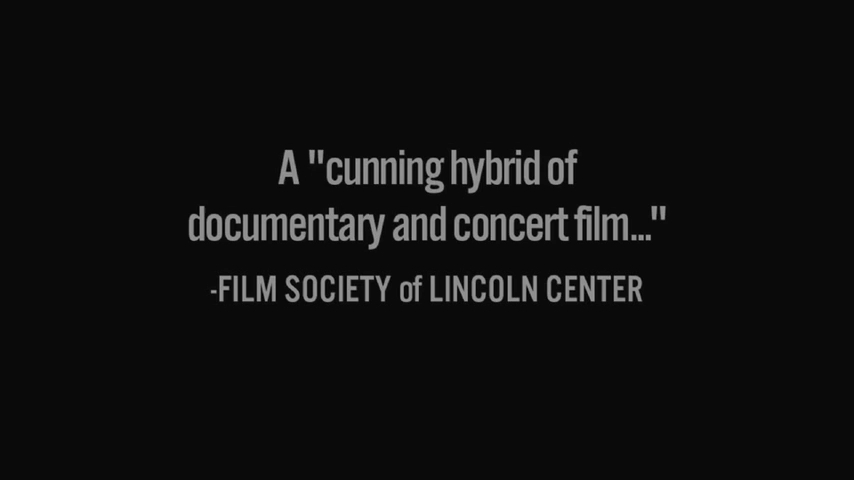 A "cunning hybrid of
documentary and concert film..."
-FILM SOCIETY of LINCOLN CENTER